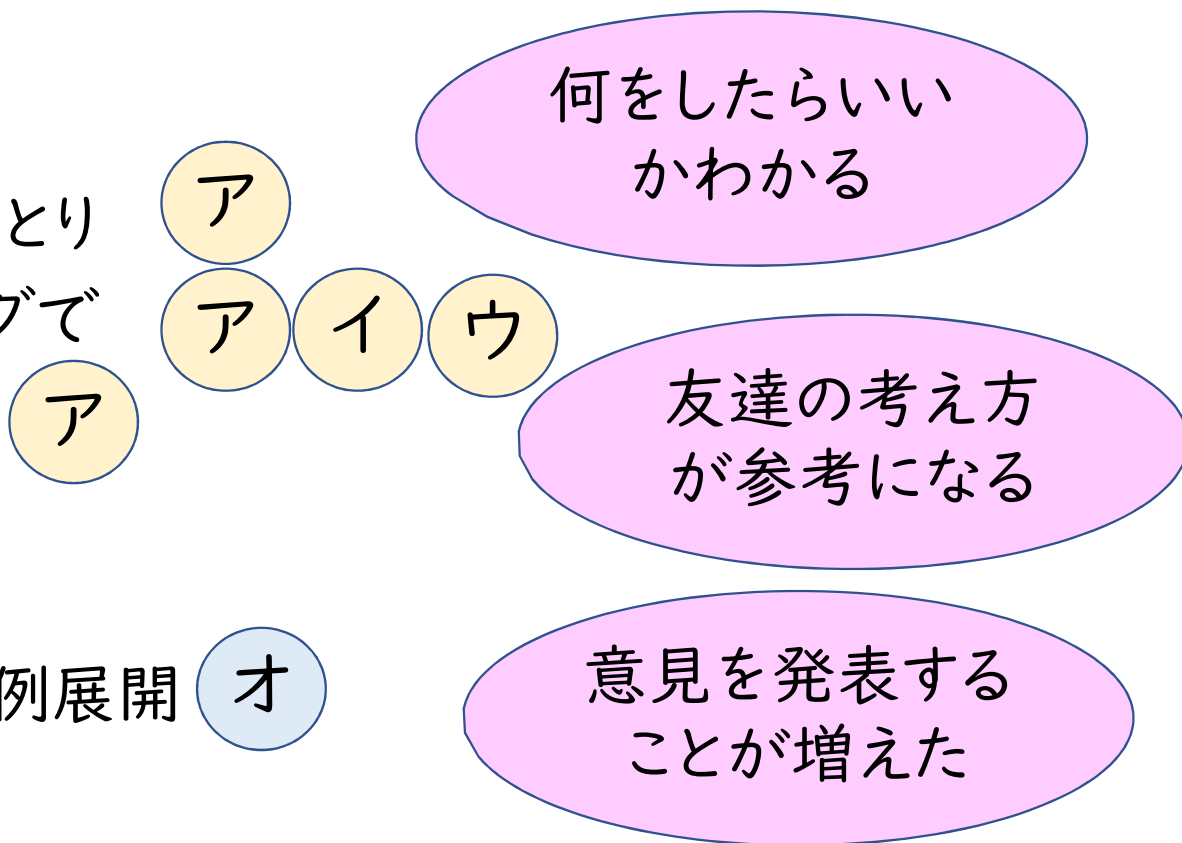 何をしたらいい
かわかる
とり ア
グで ア イ ウ
ア
友達の考え方
が参考になる
例展開 オ
意見を発表する
ことが増えた